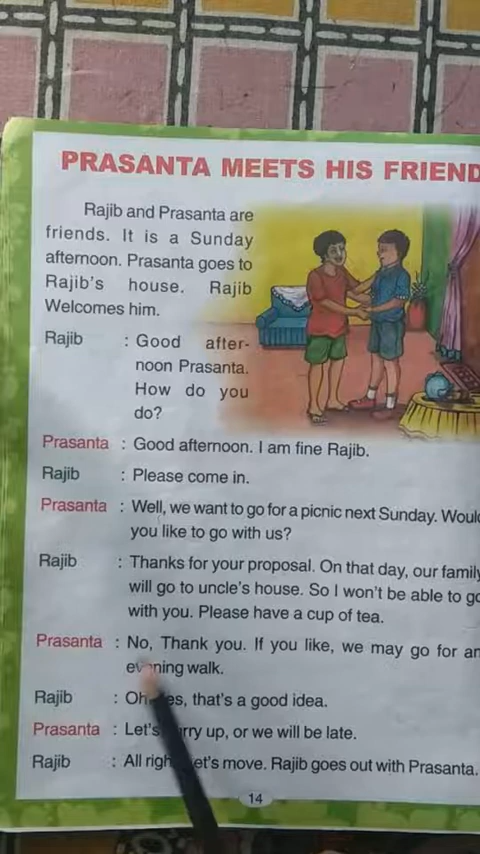 PRASANTA MEETS HIS FRIEND
Rajib and Prasanta are
friends. It is a Sunday
afternoon. Prasanta goes to
Rajib's house. Rajib
Welcomes him.
Rajib : Good after-
noon Prasanta.
How do you
do?
Prasanta : Good afternoon. I am fine Rajib.
Rajib : Please come in.
Prasanta : Well, we want to go for a picnic next Sunday.
you like to go with us?
Rajib : Thanks for your proposal. On that day, our family
will go to uncle's house. So I won't be able to go
with you. Please have a cup of tea.
Prasanta : No, Thank you. If you like, we may go for an
evening walk.
Rajib : Oh yes, that's a good idea.
Prasanta : Let's hurry up, or we will be late.
Rajib : All right let's move. Rajib goes out with Prasanta.
14